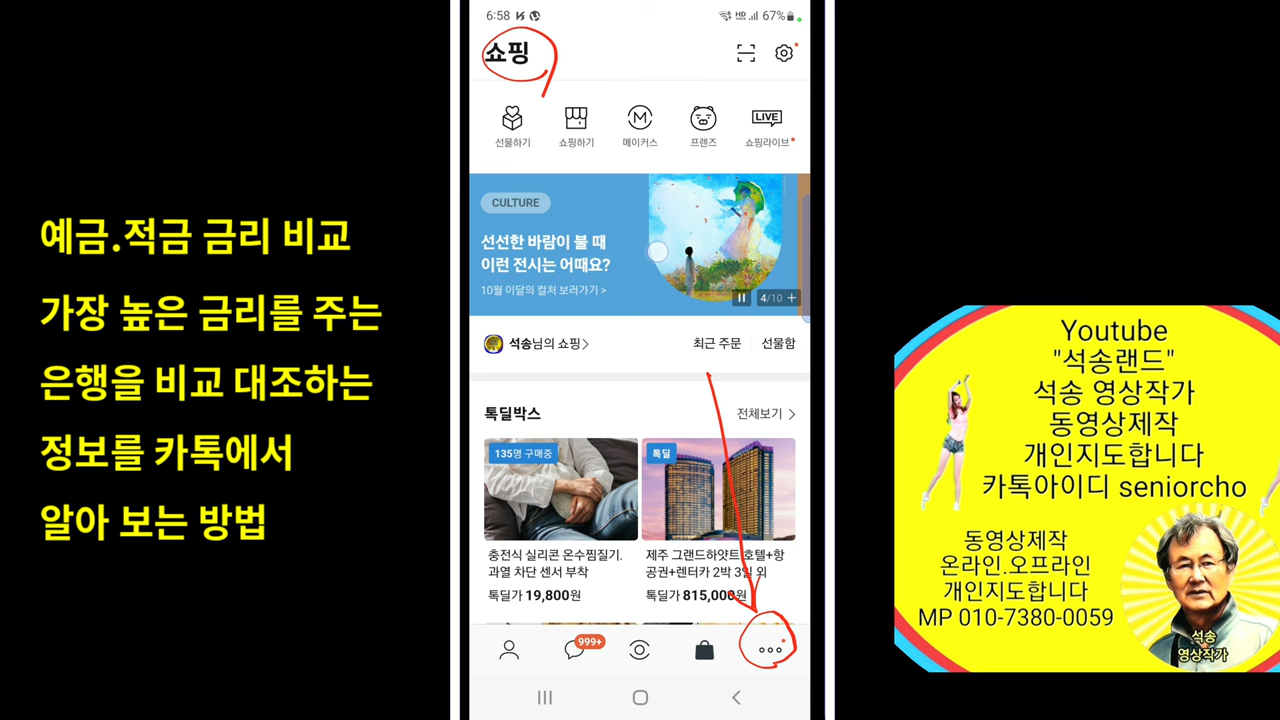 예금.적금 금리 비교
가장 높은 금리를 주는
은행을 비교 대조하는
정보를 카톡에서
알아 보는 방법
6:58
HD
67%
쇼핑
선물하기
쇼핑하기
메이커스
프렌즈
LIVE
쇼핑라이브
CULTURE
선선한 바람이 불 때
이런 전시는 어때요?
10월 이달의 컬처 보러가기 >
4/10 +
석송님의 쇼핑>
최근 주문
선물함
톡딜박스
전체보기 >
135명 구매중
톡딜
충전식 실리콘 온수찜질기.
과열 차단 센서 부착
톡딜가 19,800원
제주 그랜드하얏트 호텔+항
공권+렌터카 2박 3일 외
톡딜가 815,000원
999+
Youtube
"석송랜드"
석송 영상작가
동영상제작
개인지도합니다
카톡아이디 seniorcho
동영상제작
온라인.오프라인
개인지도합니다
MP 010-7380-0059
석송
영상작가